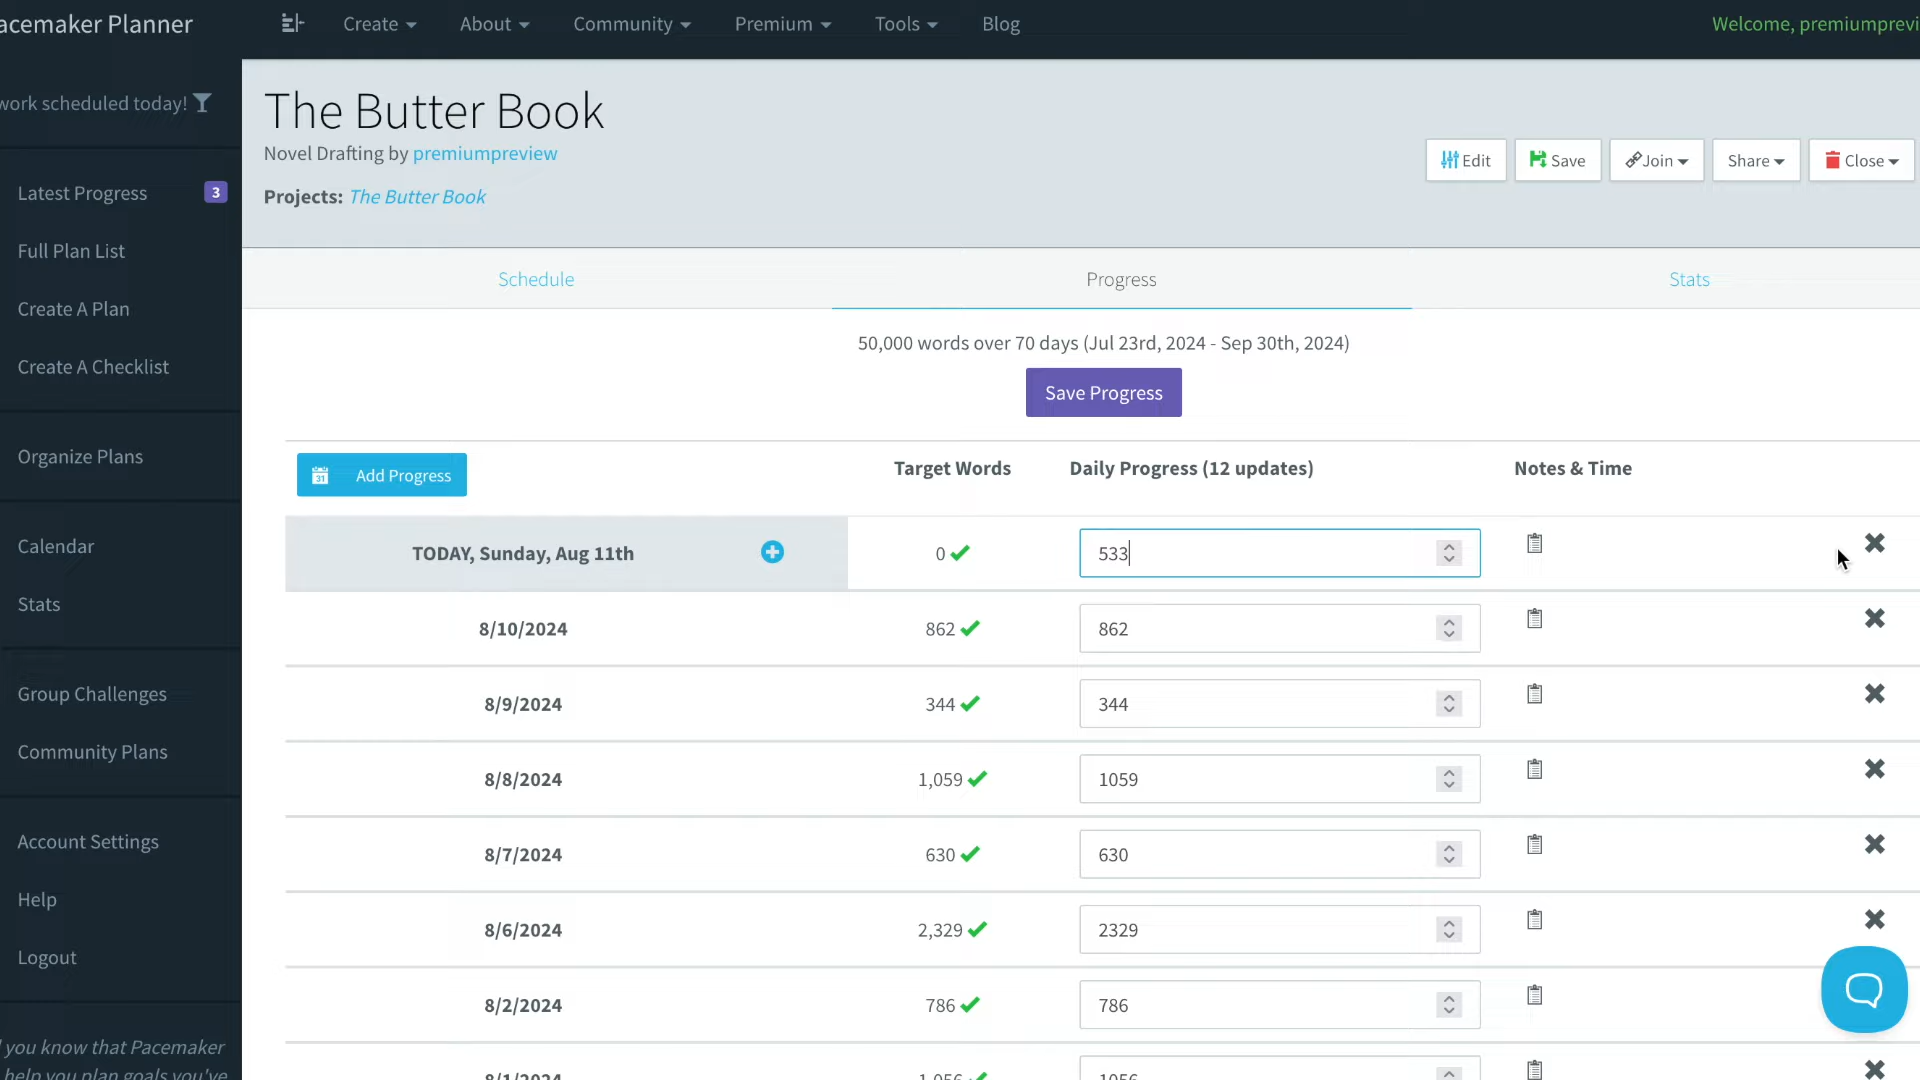 acemaker Planner
Create
About
Community
Premium
Tools
Blog
Welcome, premiumprevi
work scheduled today!
Latest Progress
3
Full Plan List
Create A Plan
Create A Checklist
Organize Plans
Calendar
Stats
Group Challenges
Community Plans
Account Settings
Help
Logout
you know that Pacemaker
help you plan goals you've
The Butter Book
Novel Drafting by premiumpreview
Projects: The Butter Book
Edit
Save
Join
Share
Close
Schedule
Progress
Stats
50,000 words over 70 days (Jul 23rd, 2024 - Sep 30th, 2024)
Save Progress
31 Add Progress
Target Words
Daily Progress (12 updates)
Notes & Time
TODAY, Sunday, Aug 11th
0
533
8/10/2024
862
862
8/9/2024
344
344
8/8/2024
1,059
1059
8/7/2024
630
630
8/6/2024
2,329
2329
8/2/2024
786
786
8/1/2024
1,056
1056